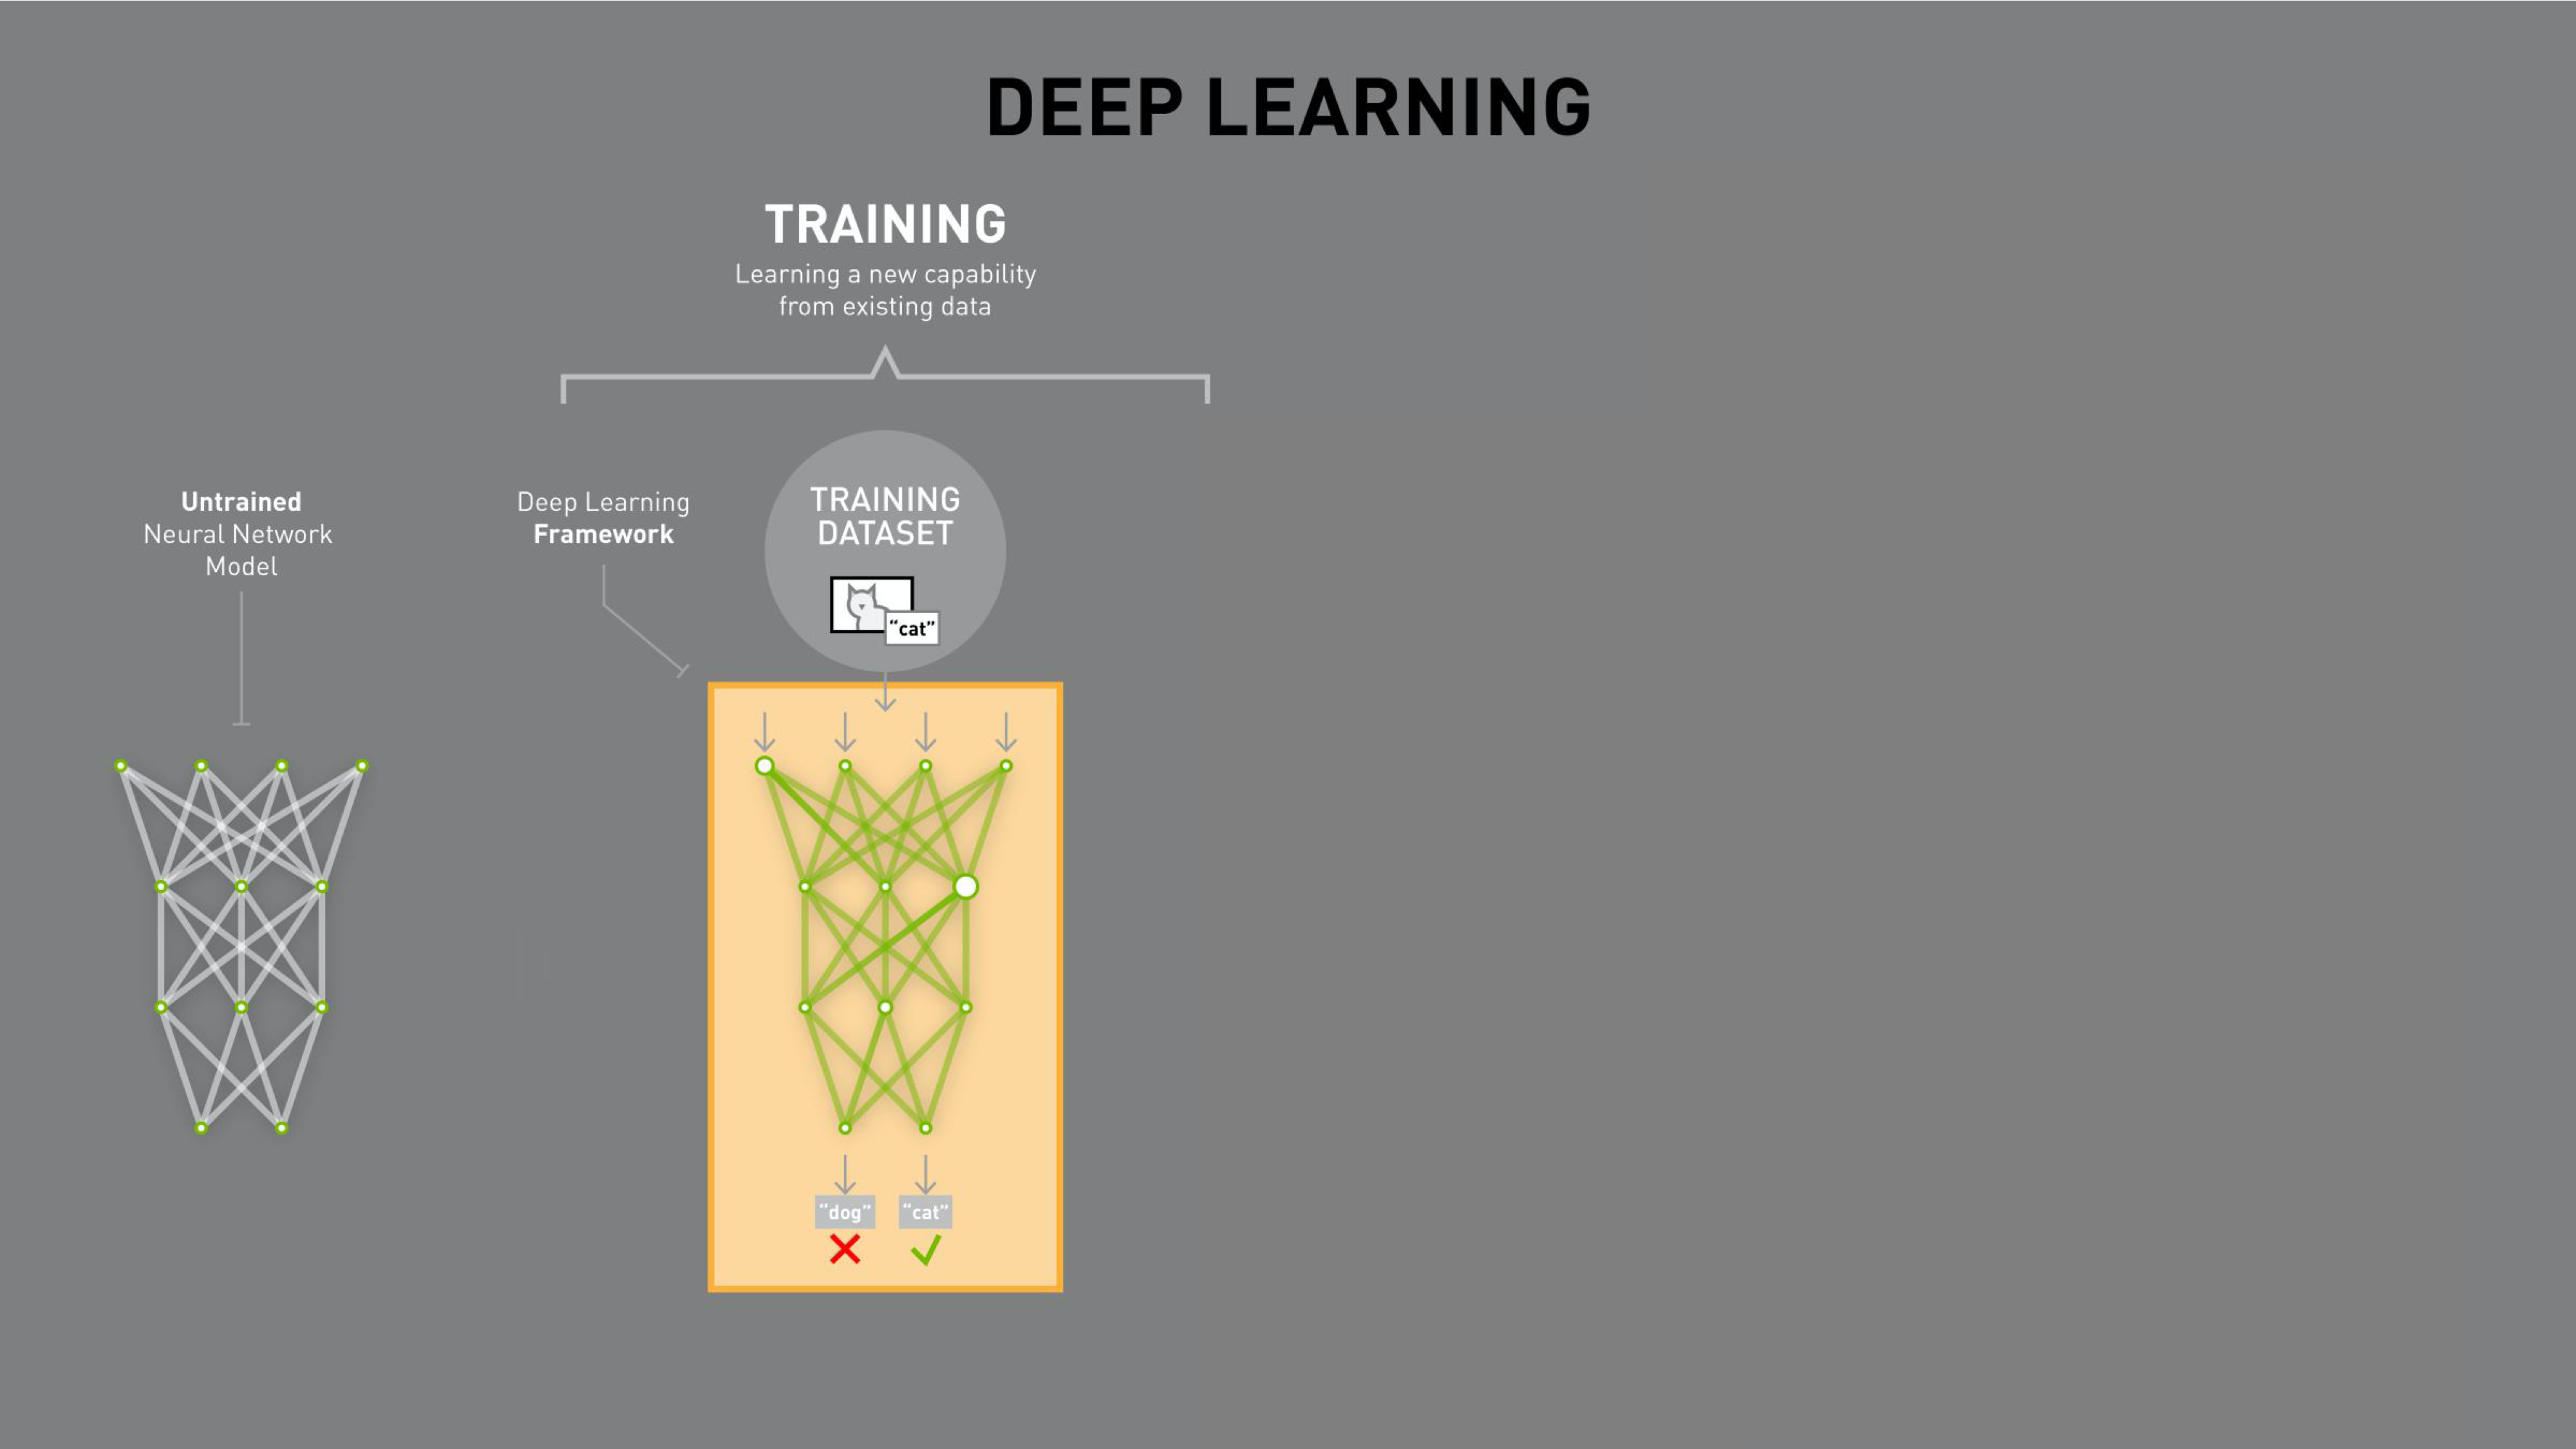 DEEP LEARNING
TRAINING
Learning a new capability
from existing data
Untrained
Neural Network
Model
Deep Learning
Framework
TRAINING
DATASET
“cat”
“dog”
“cat”